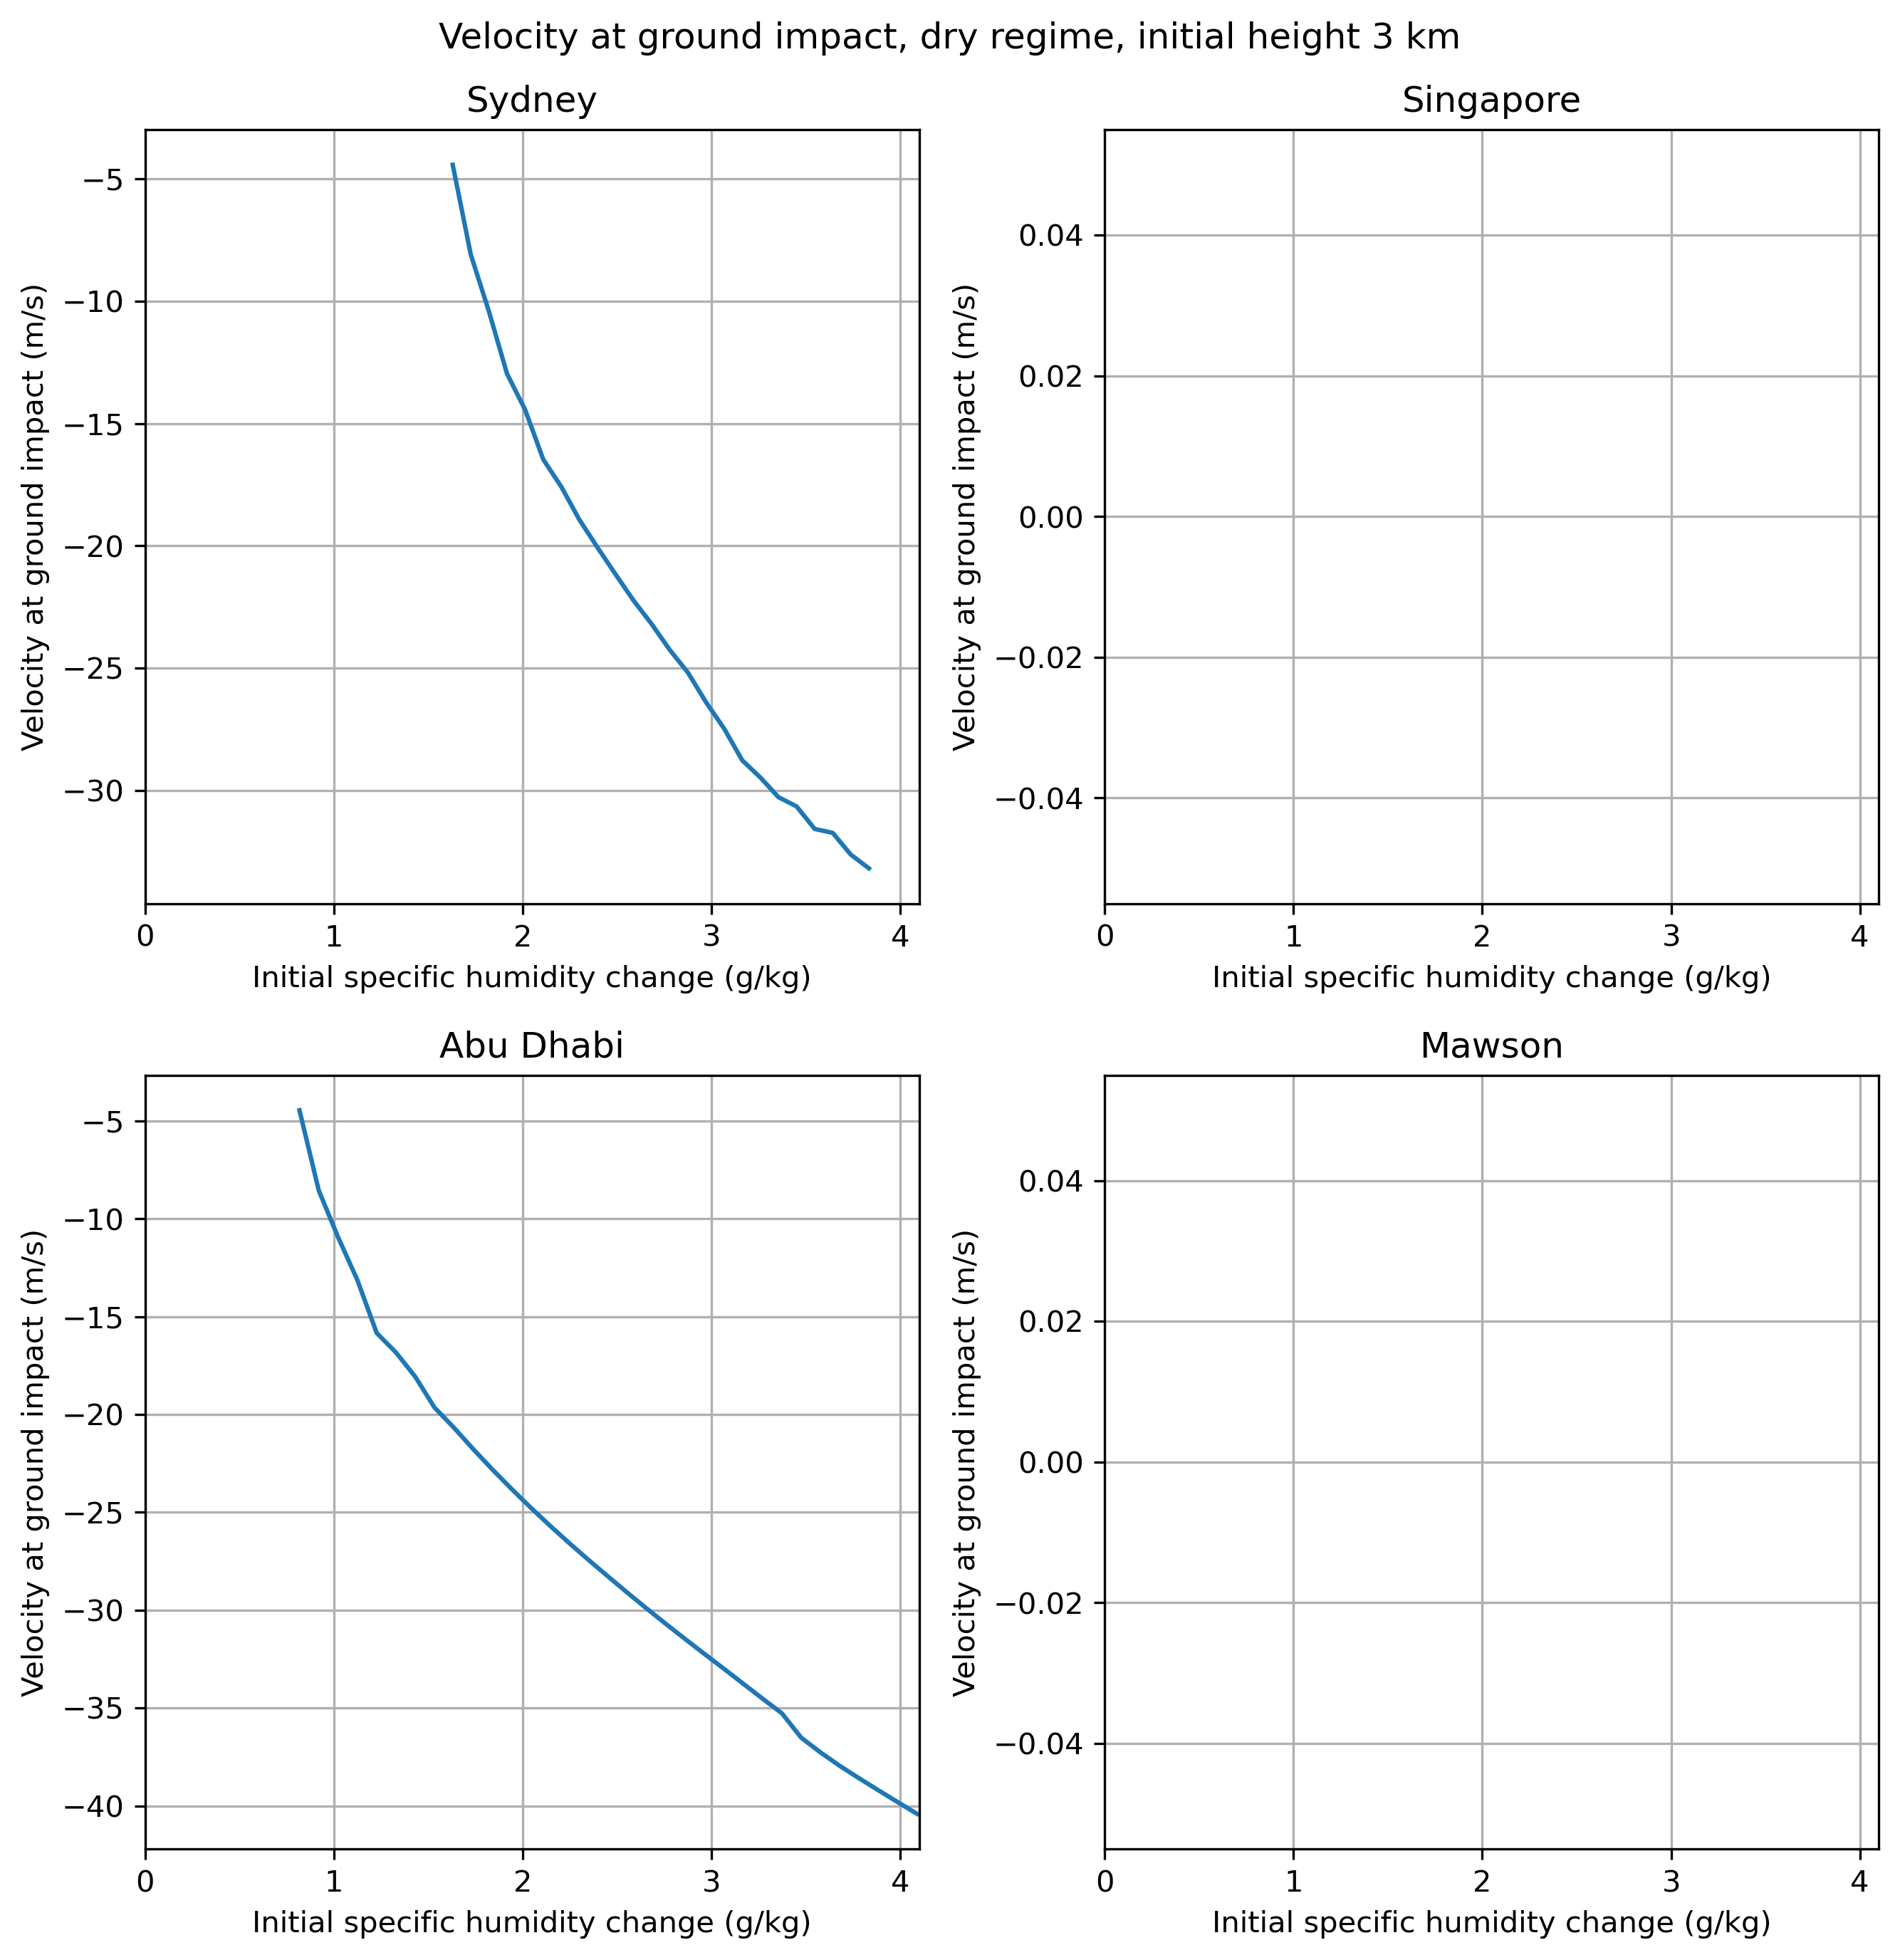 Velocity at ground impact, dry regime, initial height 3 km
Sydney
Velocity at ground impact (m/s)
−5
−10
−15
−20
−25
−30
0 1 2 3 4
Initial specific humidity change (g/kg)
Singapore
Velocity at ground impact (m/s)
0.04
0.02
0.00
−0.02
−0.04
0 1 2 3 4
Initial specific humidity change (g/kg)
Abu Dhabi
Velocity at ground impact (m/s)
−5
−10
−15
−20
−25
−30
−35
−40
0 1 2 3 4
Initial specific humidity change (g/kg)
Mawson
Velocity at ground impact (m/s)
0.04
0.02
0.00
−0.02
−0.04
0 1 2 3 4
Initial specific humidity change (g/kg)